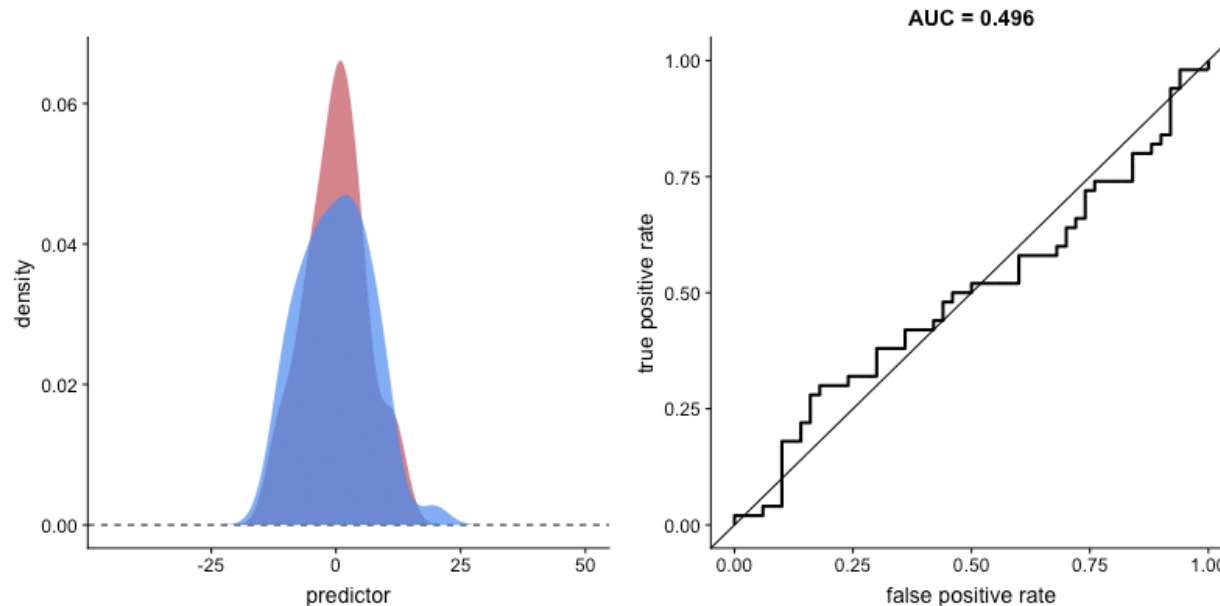 AUC = 0.496
density
0.06
0.04
0.02
0.00
-25 0 25 50
predictor
true positive rate
1.00
0.75
0.50
0.25
0.00
0.00 0.25 0.50 0.75 1.00
false positive rate